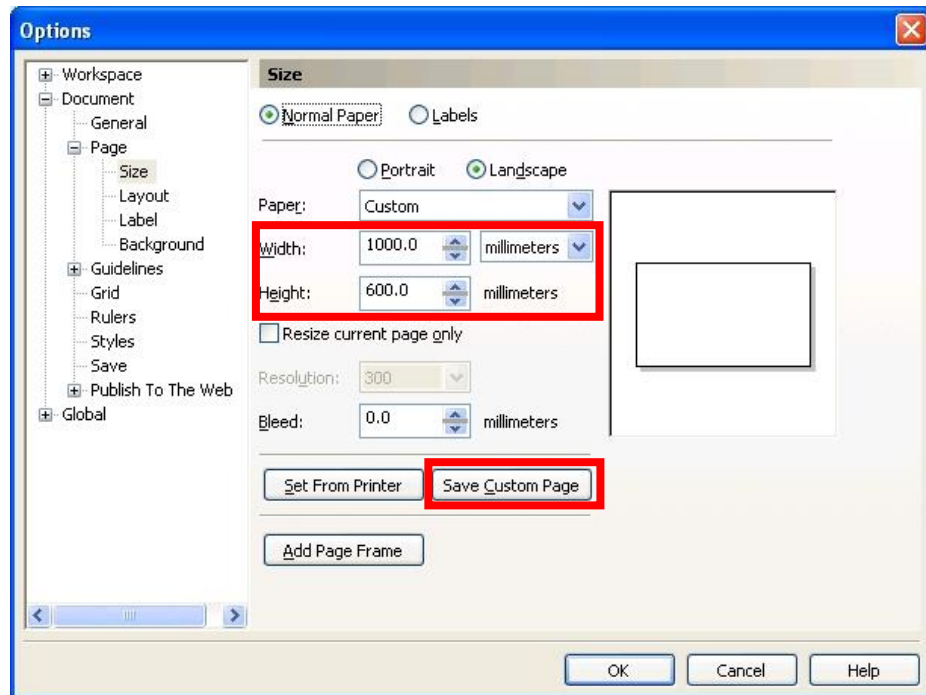 Options
Workspace
Document
General
Page
Size
Layout
Label
Background
Guidelines
Grid
Rulers
Styles
Save
Publish To The Web
Global
Size
Normal Paper Labels
Portrait Landscape
Paper: Custom
Width: 1000.0 millimeters
Height: 600.0 millimeters
Resize current page only
Resolution: 300
Bleed: 0.0 millimeters
Set From Printer Save Custom Page
Add Page Frame
OK Cancel Help